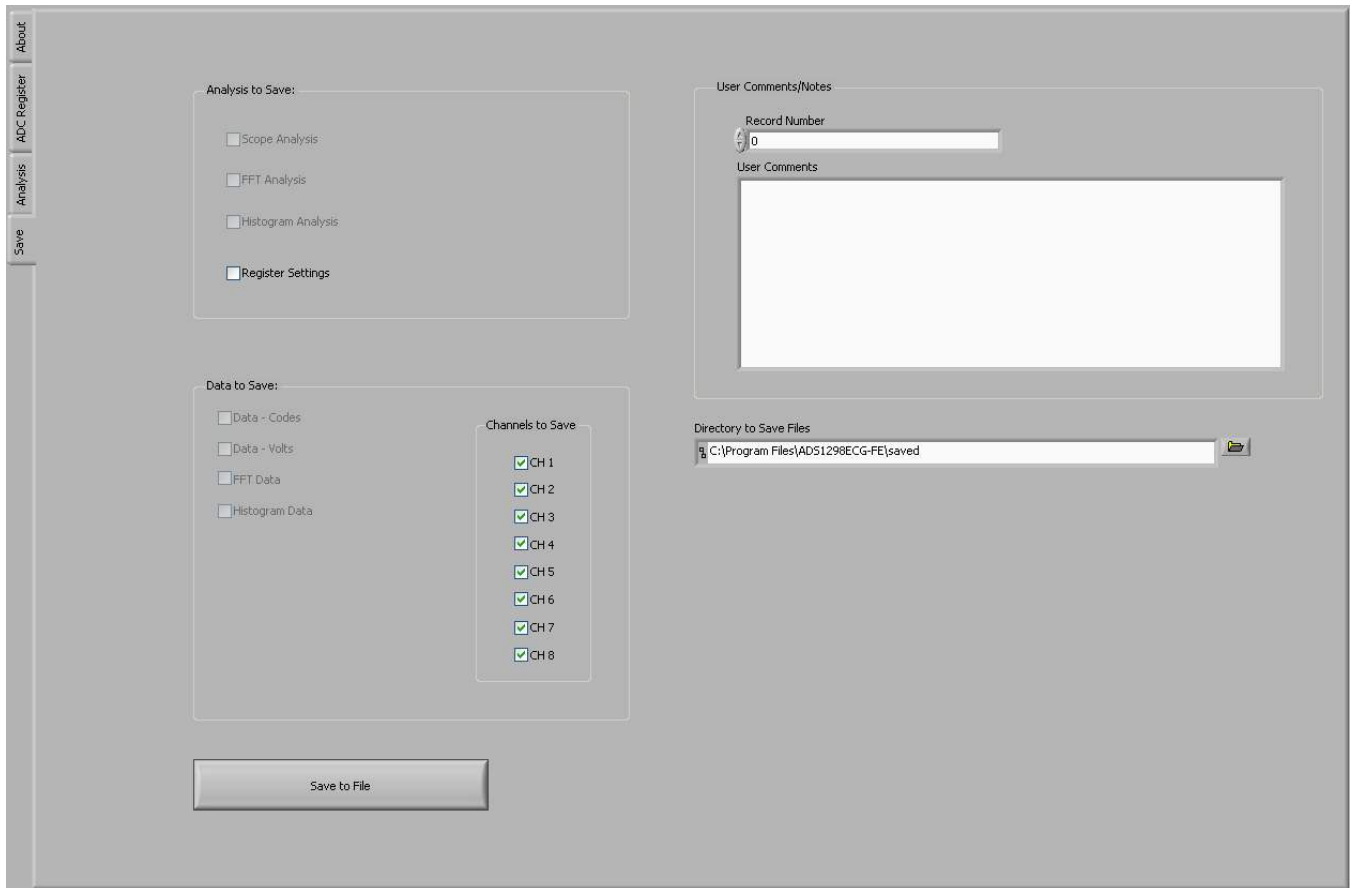 About
ADC Register
Analysis
Save
Analysis to Save:
Scope Analysis
FFT Analysis
Histogram Analysis
Register Settings
Data to Save:
Data - Codes
Data - Volts
FFT Data
Histogram Data
Channels to Save
CH 1
CH 2
CH 3
CH 4
CH 5
CH 6
CH 7
CH 8
Save to File
User Comments/Notes
Record Number
0
User Comments
Directory to Save Files
C:\Program Files\ADS1298ECG-FE\saved